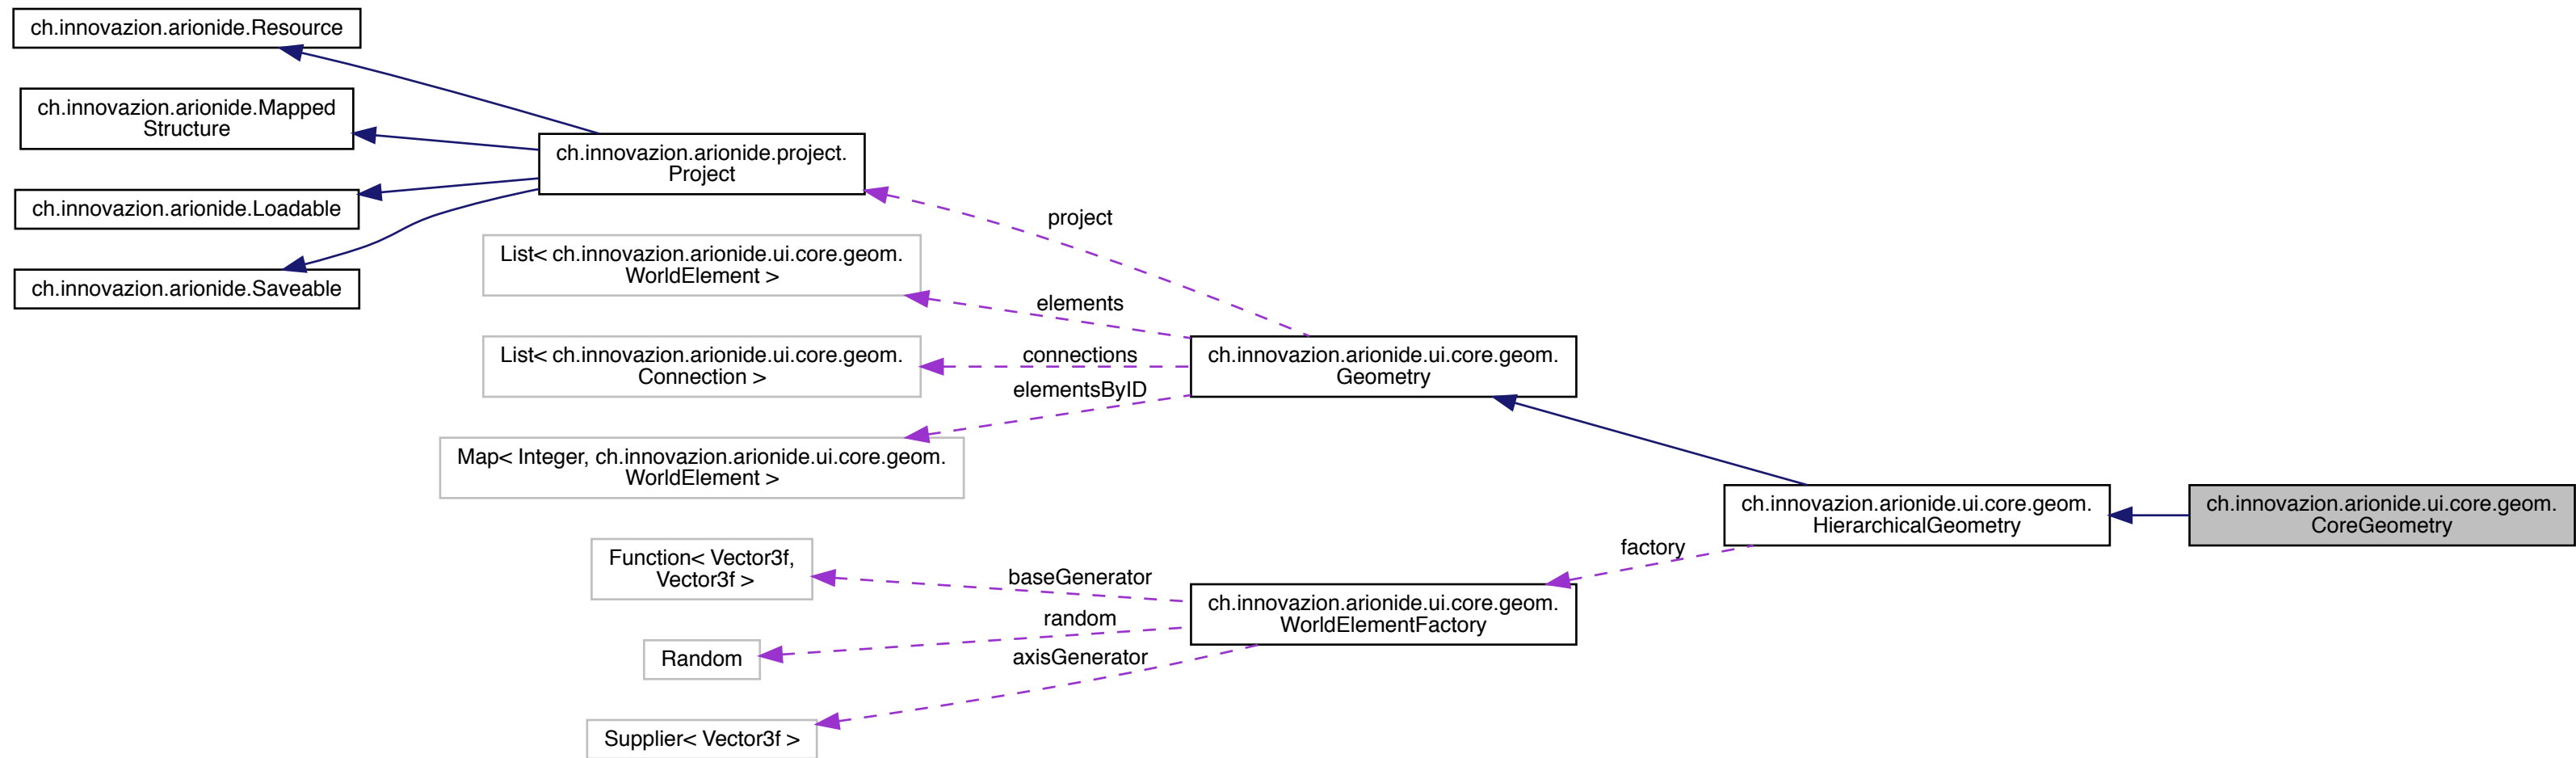 ch.innovazion.arionide.Resource
ch.innovazion.arionide.Mapped
Structure
ch.innovazion.arionide.Loadable
ch.innovazion.arionide.Saveable
ch.innovazion.arionide.project.
Project
project
List< ch.innovazion.arionide.ui.core.geom.
WorldElement >
elements
List< ch.innovazion.arionide.ui.core.geom.
Connection >
connections
elementsByID
Map< Integer, ch.innovazion.arionide.ui.core.geom.
WorldElement >
ch.innovazion.arionide.ui.core.geom.
Geometry
ch.innovazion.arionide.ui.core.geom.
HierarchicalGeometry
ch.innovazion.arionide.ui.core.geom.
CoreGeometry
factory
Function< Vector3f,
Vector3f >
baseGenerator
random
Random
axisGenerator
Supplier< Vector3f >
ch.innovazion.arionide.ui.core.geom.
WorldElementFactory